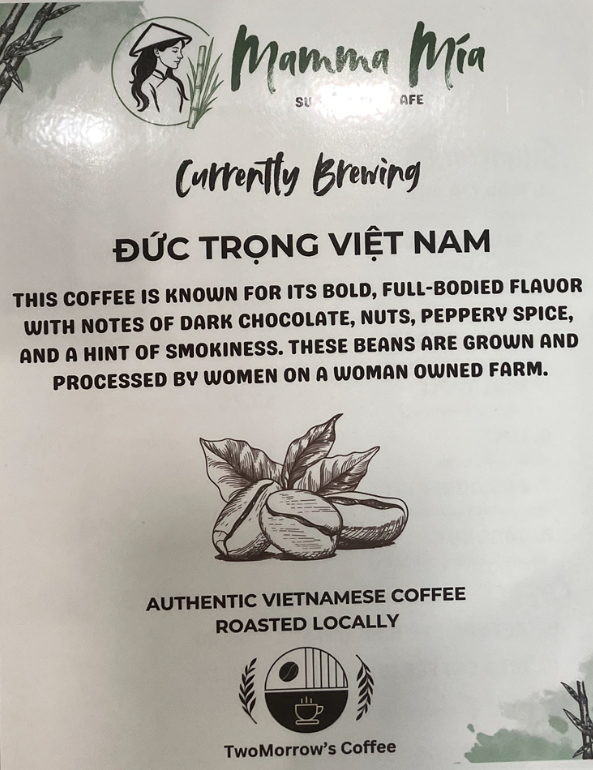 Mamma Mía
Currently Brewing
ĐỨC TRỌNG VIỆT NAM
THIS COFFEE IS KNOWN FOR ITS BOLD, FULL-BODIED FLAVOR
WITH NOTES OF DARK CHOCOLATE, NUTS, PEPPERY SPICE,
AND A HINT OF SMOKINESS. THESE BEANS ARE GROWN AND
PROCESSED BY WOMEN ON A WOMAN OWNED FARM.
AUTHENTIC VIETNAMESE COFFEE
ROASTED LOCALLY
TwoMorrow's Coffee